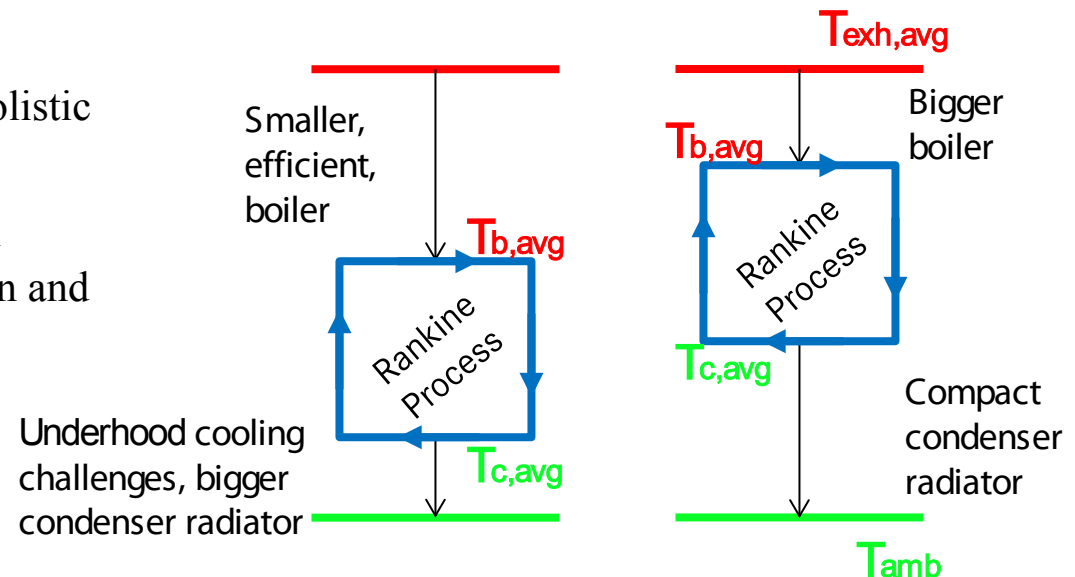 Texh,avg
Smaller,
efficient,
boiler
Bigger
boiler
Tb,avg
Tb,avg
Rankine
Process
Rankine
Process
Tc,avg
Tc,avg
Underhood cooling
challenges, bigger
condenser radiator
Compact
condenser
radiator
Tamb
olistic
n and